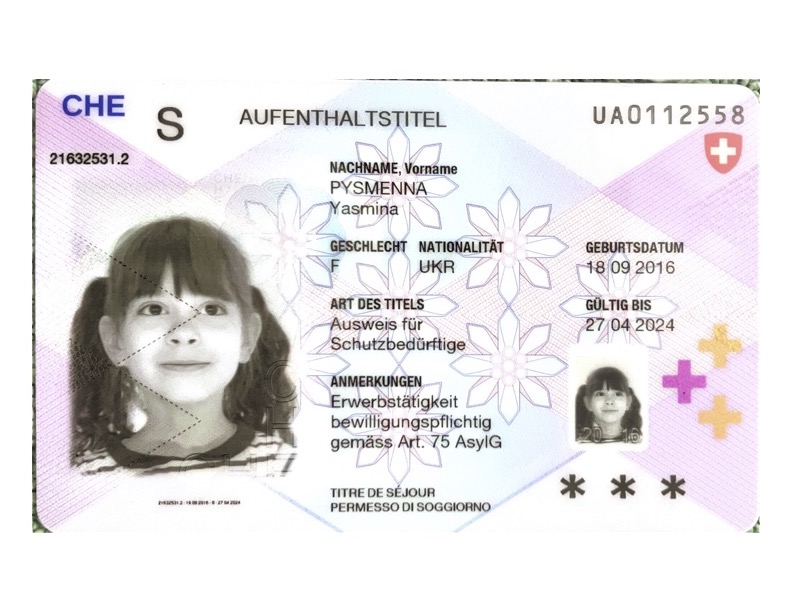 CHE
S
AUFENTHALTSTITEL
UA0112558
21632531.2
NACHNAME, Vorname
PYSMENNA
Yasmina
GESCHLECHT NATIONALITÄT GEBURTSDATUM
F UKR 18 09 2016
ART DES TITELS GÜLTIG BIS
Ausweis für 27 04 2024
Schutzbedürftige
ANMERKUNGEN
Erwerbstätigkeit
bewilligungspflichtig
gemäss Art. 75 AsylG
20 16
TITRE DE SÉJOUR
PERMESSO DI SOGGIORNO
* * *
21632531.2 - 18 09 2016 - S - 27 04 2024